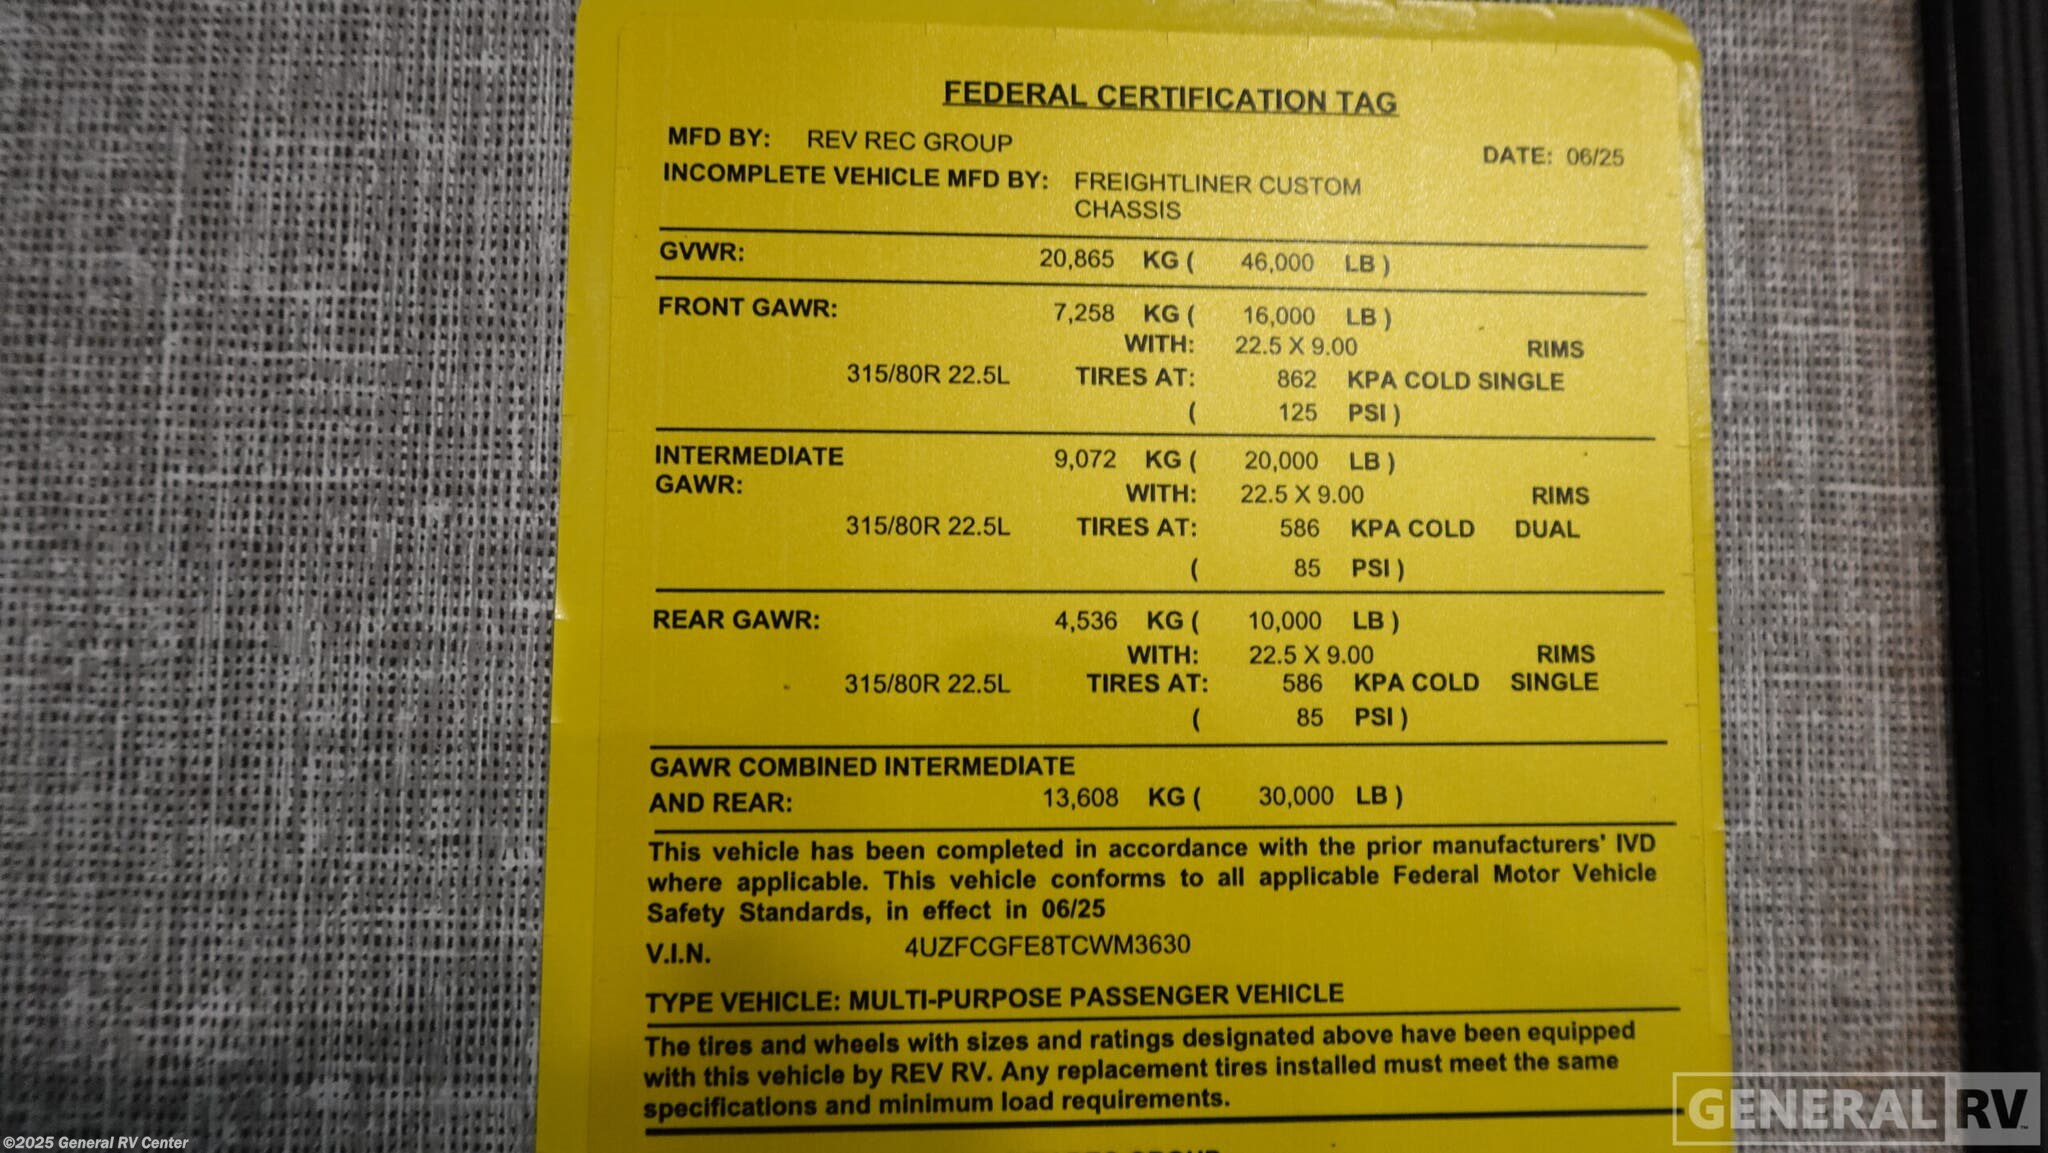 FEDERAL CERTIFICATION TAG
MFD BY: REV REC GROUP
DATE: 06/25
INCOMPLETE VEHICLE MFD BY: FREIGHTLINER CUSTOM
CHASSIS
GVWR: 20,865 KG ( 46,000 LB )
FRONT GAWR: 7,258 KG ( 16,000 LB )
WITH: 22.5 X 9.00 RIMS
315/80R 22.5L TIRES AT: 862 KPA COLD SINGLE
( 125 PSI )
INTERMEDIATE 9,072 KG ( 20,000 LB )
GAWR: WITH: 22.5 X 9.00 RIMS
315/80R 22.5L TIRES AT: 586 KPA COLD DUAL
( 85 PSI )
REAR GAWR: 4,536 KG ( 10,000 LB )
WITH: 22.5 X 9.00 RIMS
315/80R 22.5L TIRES AT: 586 KPA COLD SINGLE
( 85 PSI )
GAWR COMBINED INTERMEDIATE
AND REAR: 13,608 KG ( 30,000 LB )
This vehicle has been completed in accordance with the prior manufacturers' IVD
where applicable. This vehicle conforms to all applicable Federal Motor Vehicle
Safety Standards, in effect in 06/25
V.I.N. 4UZFCGFE8TCWM3630
TYPE VEHICLE: MULTI-PURPOSE PASSENGER VEHICLE
The tires and wheels with sizes and ratings designated above have been equipped
with this vehicle by REV RV. Any replacement tires installed must meet the same
specifications and minimum load requirements.
GENERAL RV
©2025 General RV Center